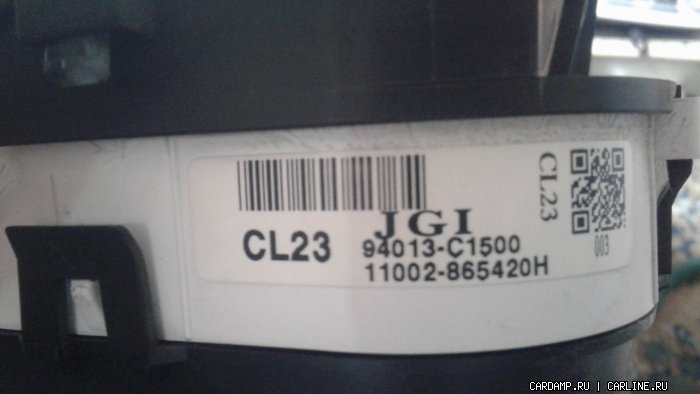 JGI
CL23
94013-C1500
11002-865420H
CL23
003
CARDAMP.RU | CARLINE.RU